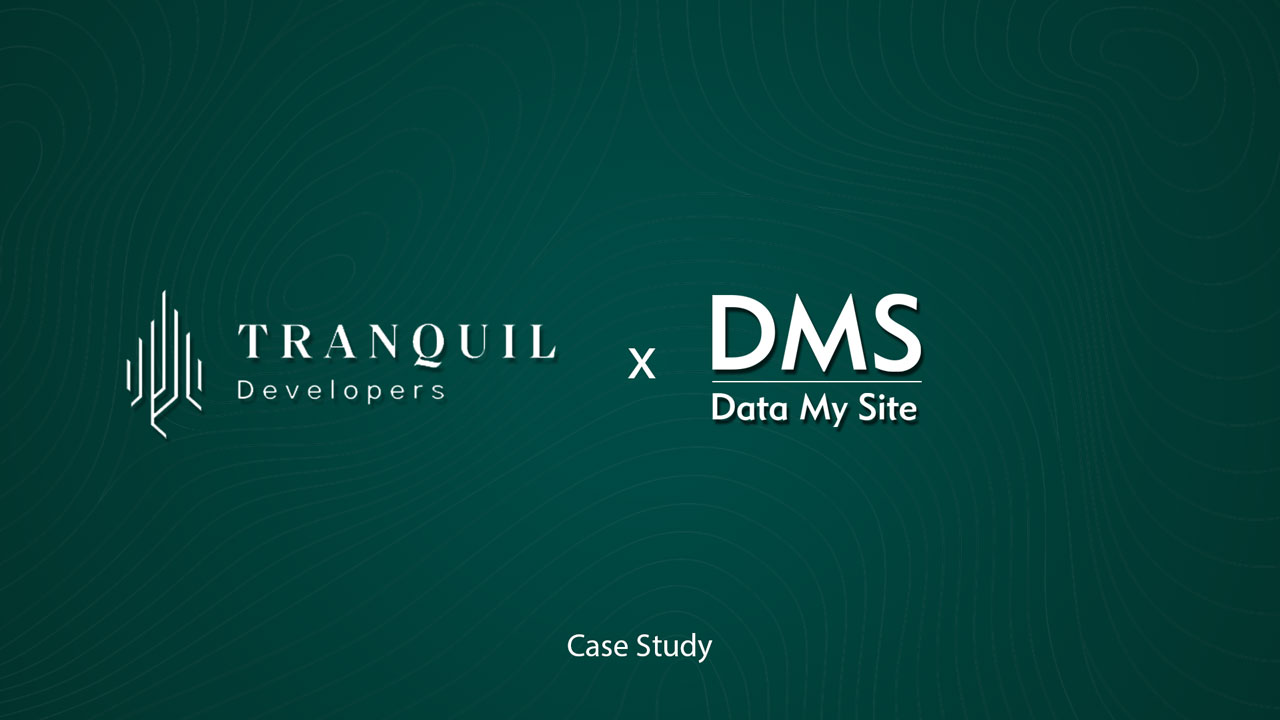 TRANQUIL
Developers
x
DMS
Data My Site
Case Study